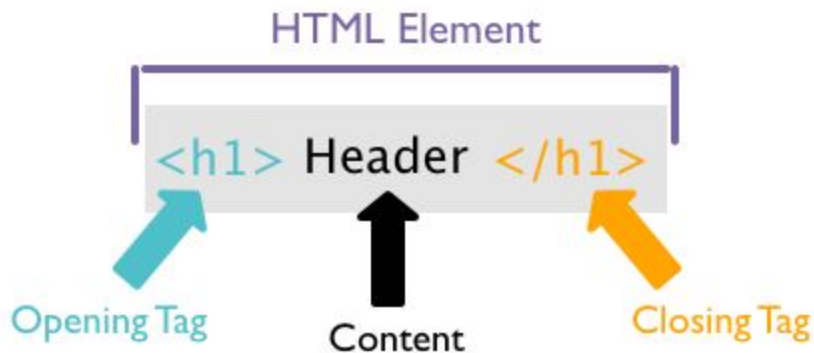 HTML Element
<h1> Header </h1>
Opening Tag
Content
Closing Tag